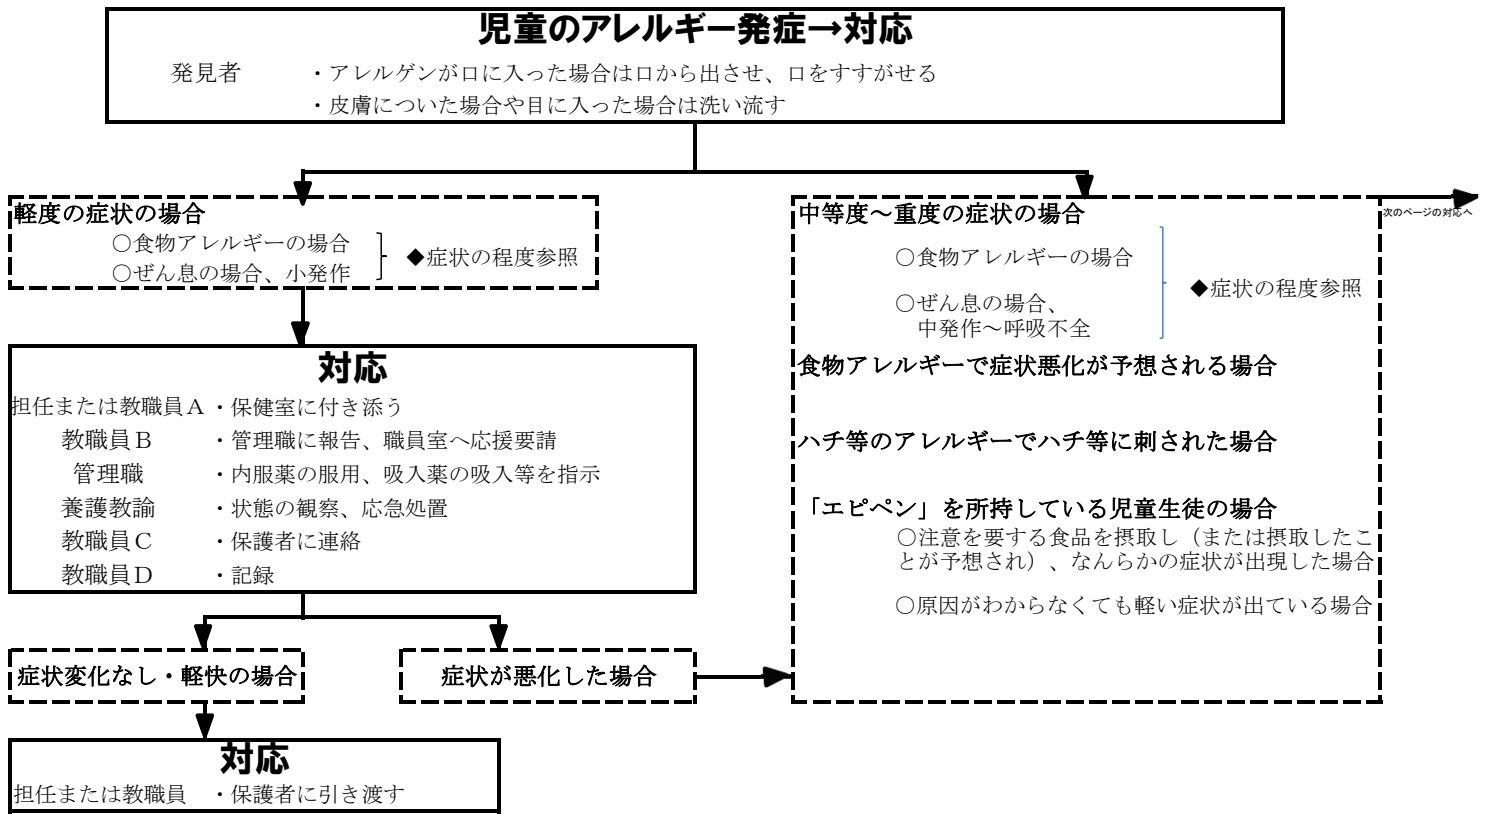 児童のアレルギー発症→対応
発見者 ・アレルゲンが口に入った場合は口から出させ、口をすすがせる
・皮膚についた場合や目に入った場合は洗い流す
軽度の症状の場合
○食物アレルギーの場合
○ぜん息の場合、小発作
◆症状の程度参照
対応
担任または教職員A ・保健室に付き添う
教職員B ・管理職に報告、職員室へ応援要請
管理職 ・内服薬の服用、吸入薬の吸入等を指示
養護教諭 ・状態の観察、応急処置
教職員C ・保護者に連絡
教職員D ・記録
症状変化なし・軽快の場合
症状が悪化した場合
対応
担任または教職員 ・保護者に引き渡す
中等度～重度の症状の場合
○食物アレルギーの場合
○ぜん息の場合、
中発作～呼吸不全
◆症状の程度参照
食物アレルギーで症状悪化が予想される場合
ハチ等のアレルギーでハチ等に刺された場合
「エピペン」を所持している児童生徒の場合
○注意を要する食品を摂取し（または摂取したこ
とが予想され）、なんらかの症状が出現した場合
○原因がわからなくても軽い症状が出ている場合
次のページの対応へ